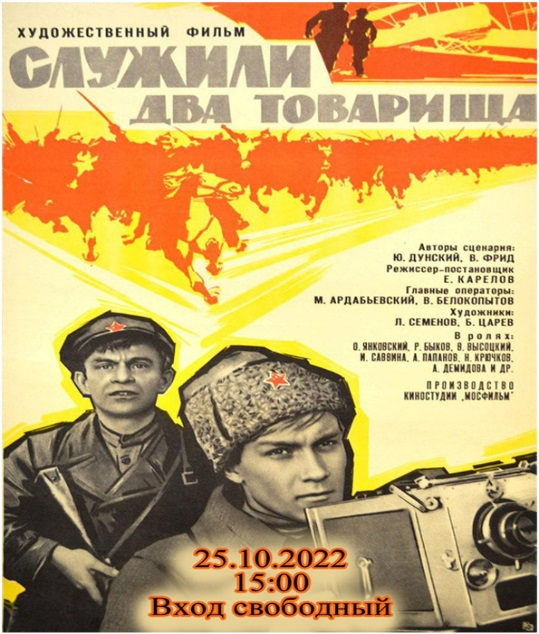 ХУДОЖЕСТВЕННЫЙ ФИЛЬМ
СЛУЖИЛИ
ДВА ТОВАРИЩА
Авторы сценария:
Ю. ДУНСКИЙ, В. ФРИД
Режиссер-постановщик
Е. КАРЕЛОВ
Главные операторы:
М. АРДАБЬЕВСКИЙ, В. БЕЛОКОПЫТОВ
Художники:
Л. СЕМЕНОВ, Б. ЦАРЕВ
В ролях:
О. ЯНКОВСКИЙ, Р. БЫКОВ, В. ВЫСОЦКИЙ,
И. САВВИНА, А. ПАПАНОВ, Н. КРЮЧКОВ,
А. ДЕМИДОВА И ДР.
ПРОИЗВОДСТВО
КИНОСТУДИИ „МОСФИЛЬМ"
25.10.2022
15:00
Вход свободный